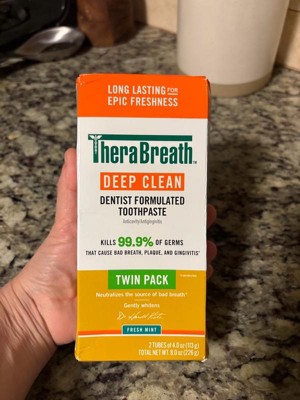 LONG LASTING FOR
EPIC FRESHNESS
TheraBreath
DEEP CLEAN
DENTIST FORMULATED
TOOTHPASTE
Anticavity/Antigingivitis
KILLS 99.9% OF GERMS
THAT CAUSE BAD BREATH, PLAQUE, AND GINGIVITIS*
TWIN PACK
Neutralizes the source of bad breath*
Gently whitens
FRESH MINT
2 TUBES of 4.0 oz (113 g)
TOTAL NET WT. 8.0 oz (226 g)